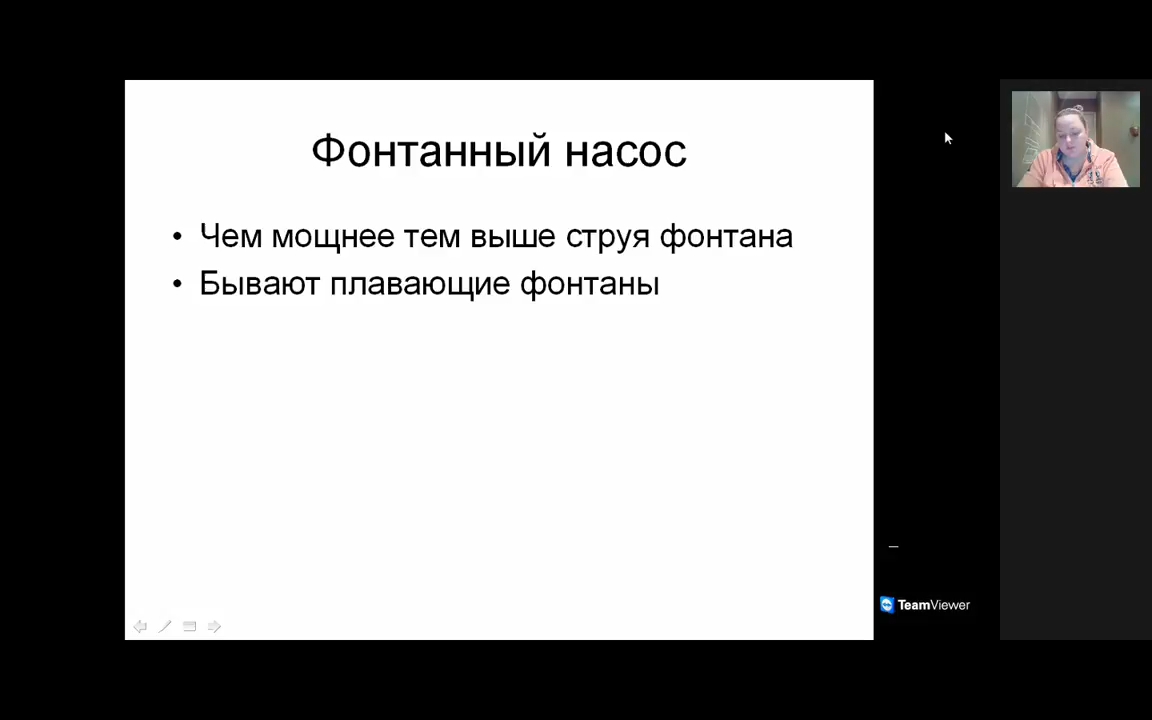 Фонтанный насос
• Чем мощнее тем выше струя фонтана
• Бывают плавающие фонтаны
TeamViewer